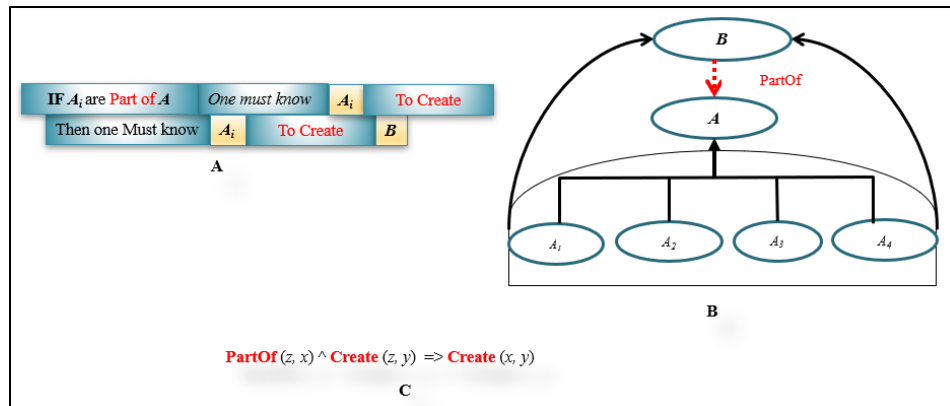 IF Ai are Part of A One must know Ai To Create
Then one Must know Ai To Create B
A
B
PartOf
A
A1 A2 A3 A4
B
PartOf (z, x) ^ Create (z, y) => Create (x, y)
C